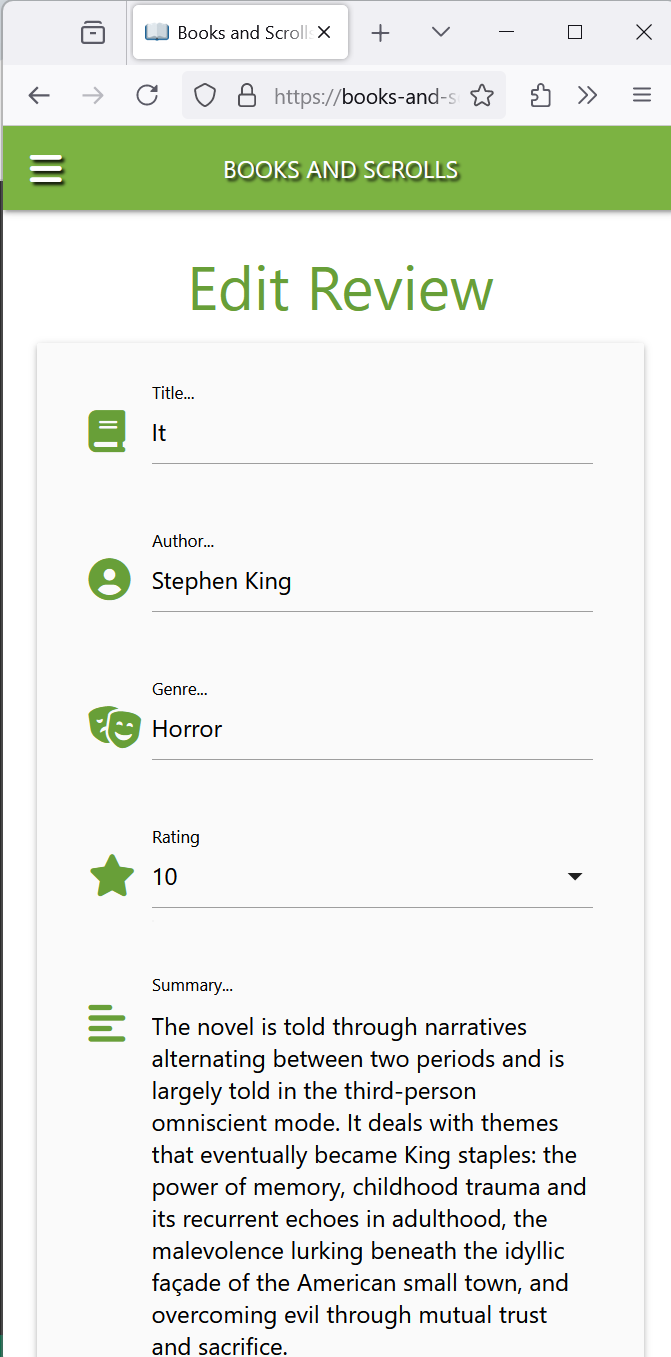 Books and Scrolls
https://books-and-s
BOOKS AND SCROLLS
Edit Review
Title...
It
Author...
Stephen King
Genre...
Horror
Rating
10
Summary...
The novel is told through narratives
alternating between two periods and is
largely told in the third-person
omniscient mode. It deals with themes
that eventually became King staples: the
power of memory, childhood trauma and
its recurrent echoes in adulthood, the
malevolence lurking beneath the idyllic
façade of the American small town, and
overcoming evil through mutual trust
and sacrifice.